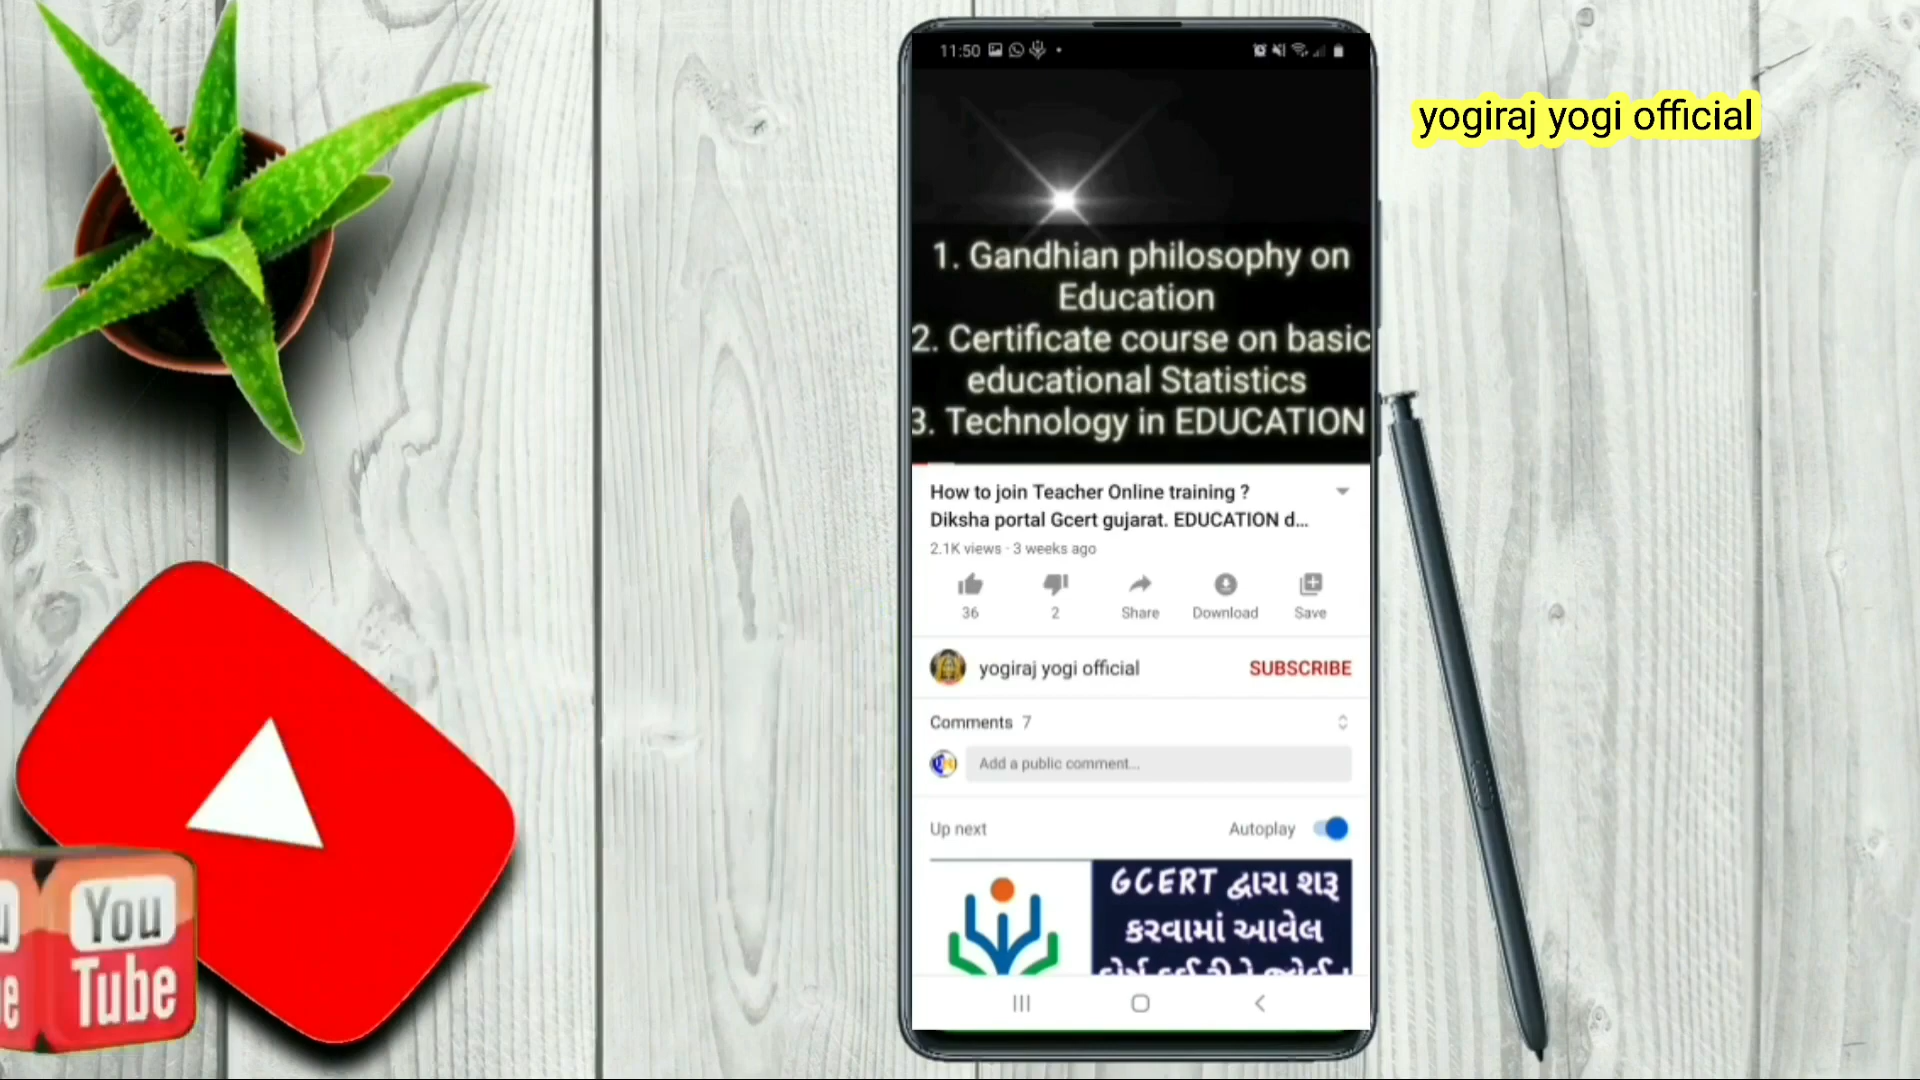 yogiraj yogi official
11:50
1. Gandhian philosophy on
Education
2. Certificate course on basic
educational Statistics
3. Technology in EDUCATION
How to join Teacher Online training ?
Diksha portal Gcert gujarat. EDUCATION d...
2.1K views · 3 weeks ago
36
2
Share
Download
Save
yogiraj yogi official
SUBSCRIBE
Comments 7
Add a public comment...
Up next
Autoplay
GCERT દ્વારા શરૂ
કરવામાં આવેલ
You
Tube